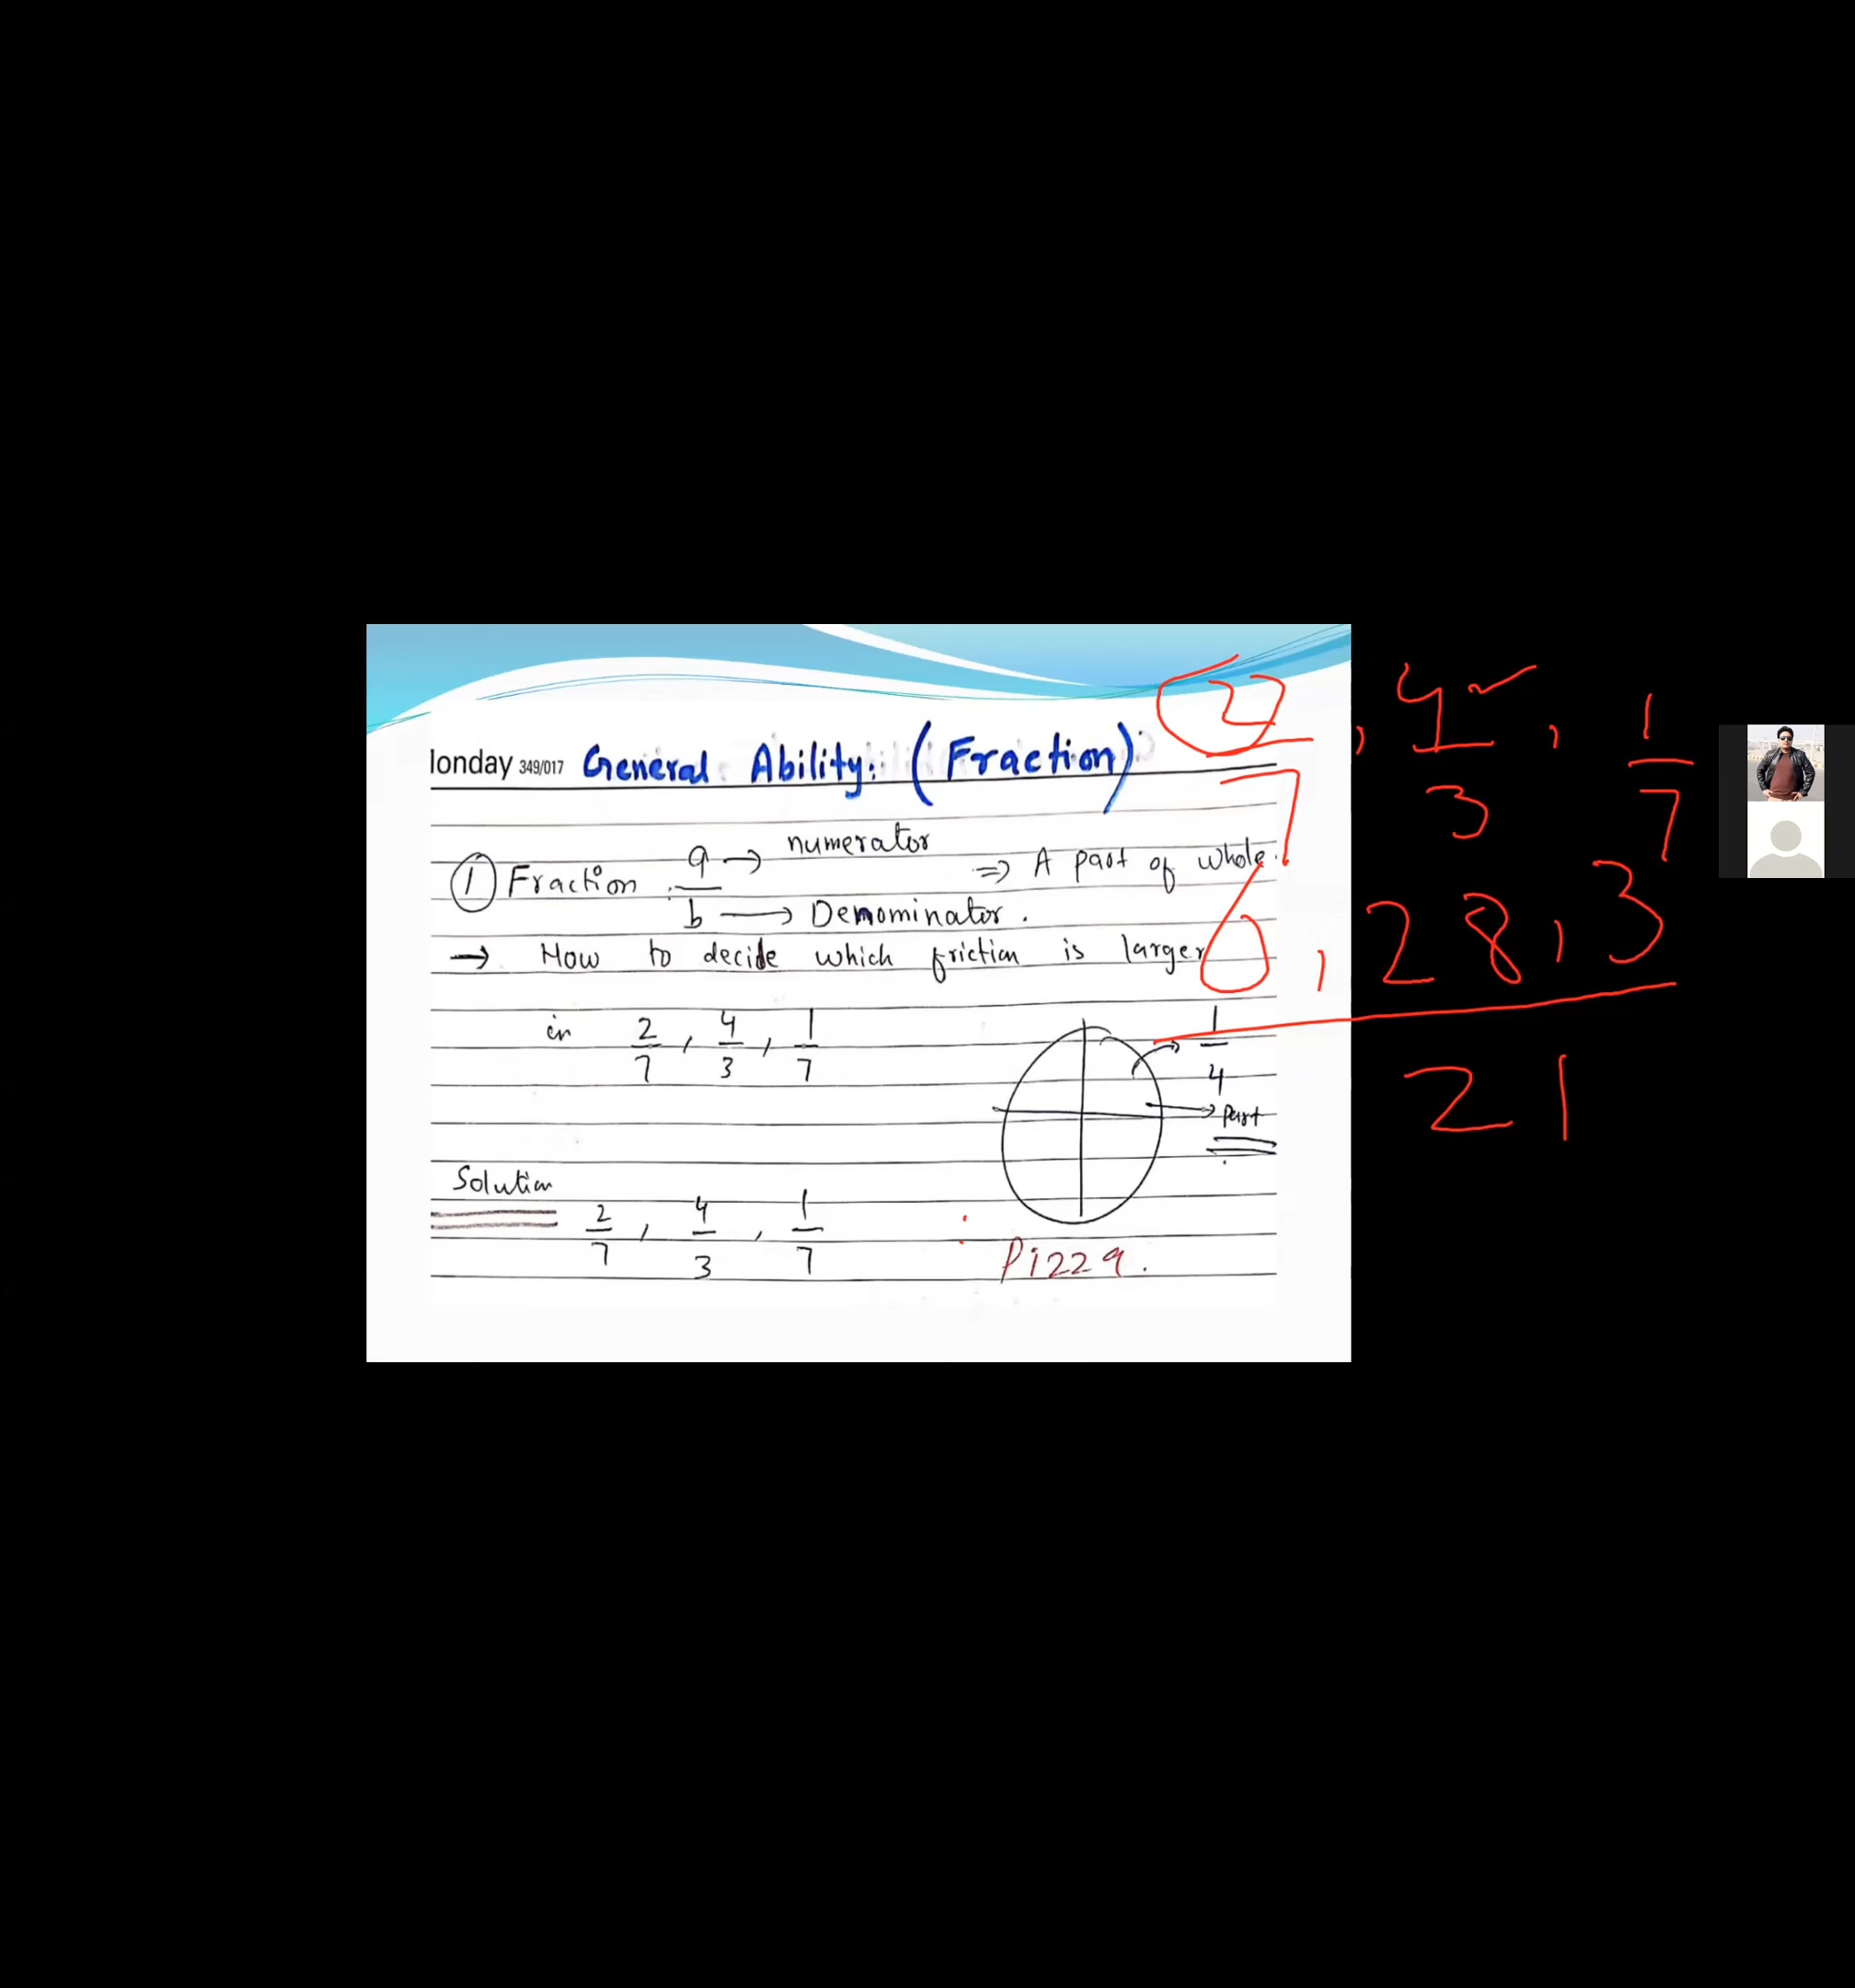 londay 349/017 General Ability: (Fraction)
① Fraction a/b → numerator ⇒ A part of whole.
→ Denominator.
→ How to decide which friction is larger
in 2/7, 4/3, 1/7
1/4
part
Solution
2/7, 4/3, 1/7
Pizza.
2/7, 4/3, 1/7
6, 28, 3
21